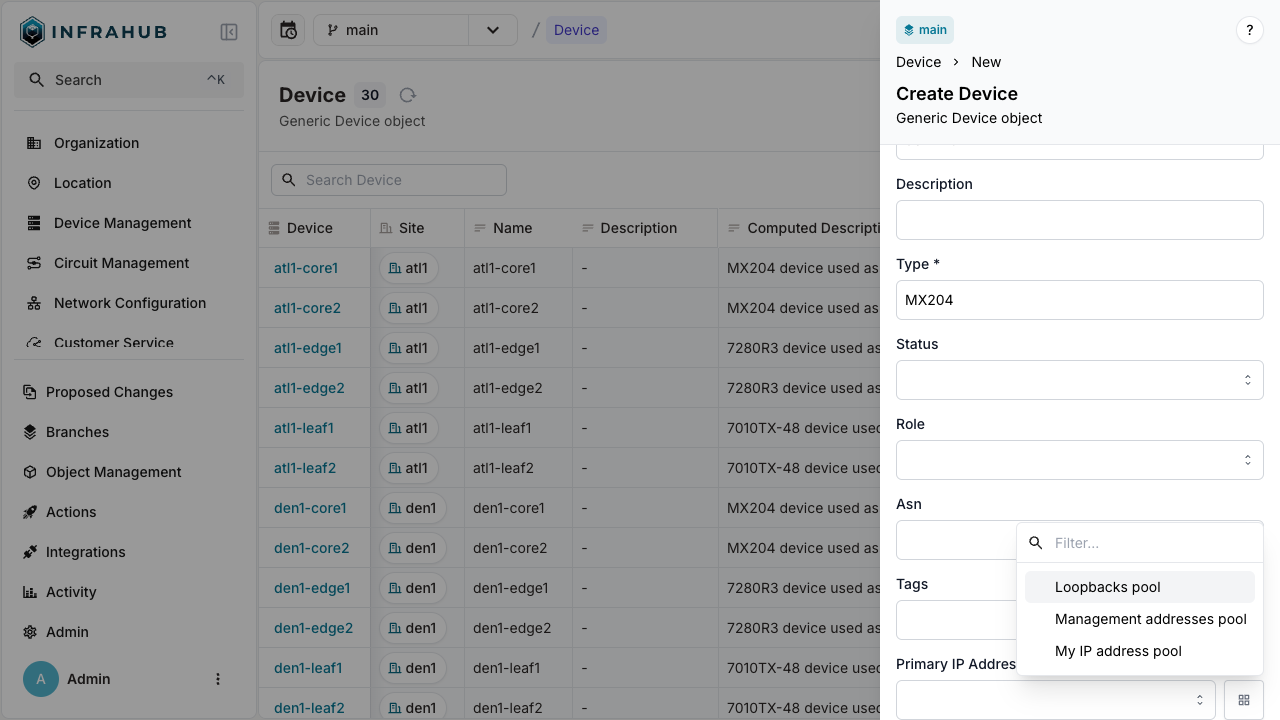 INFRAHUB
Search ^K
Organization
Location
Device Management
Circuit Management
Network Configuration
Customer Service
Proposed Changes
Branches
Object Management
Actions
Integrations
Activity
Admin
A Admin
main / Device
Device 30
Generic Device object
Search Device
Device Site Name Description Computed Descripti
atl1-core1 atl1 atl1-core1 - MX204 device used as
atl1-core2 atl1 atl1-core2 - MX204 device used as
atl1-edge1 atl1 atl1-edge1 - 7280R3 device used as
atl1-edge2 atl1 atl1-edge2 - 7280R3 device used as
atl1-leaf1 atl1 atl1-leaf1 - 7010TX-48 device used
atl1-leaf2 atl1 atl1-leaf2 - 7010TX-48 device used
den1-core1 den1 den1-core1 - MX204 device used as
den1-core2 den1 den1-core2 - MX204 device used as
den1-edge1 den1 den1-edge1 - 7280R3 device used as
den1-edge2 den1 den1-edge2 - 7280R3 device used as
den1-leaf1 den1 den1-leaf1 - 7010TX-48 device used
den1-leaf2 den1 den1-leaf2 - 7010TX-48 device used
main ?
Device > New
Create Device
Generic Device object
Description
Type *
MX204
Status
Role
Asn
Tags
Primary IP Addres
Filter...
Loopbacks pool
Management addresses pool
My IP address pool